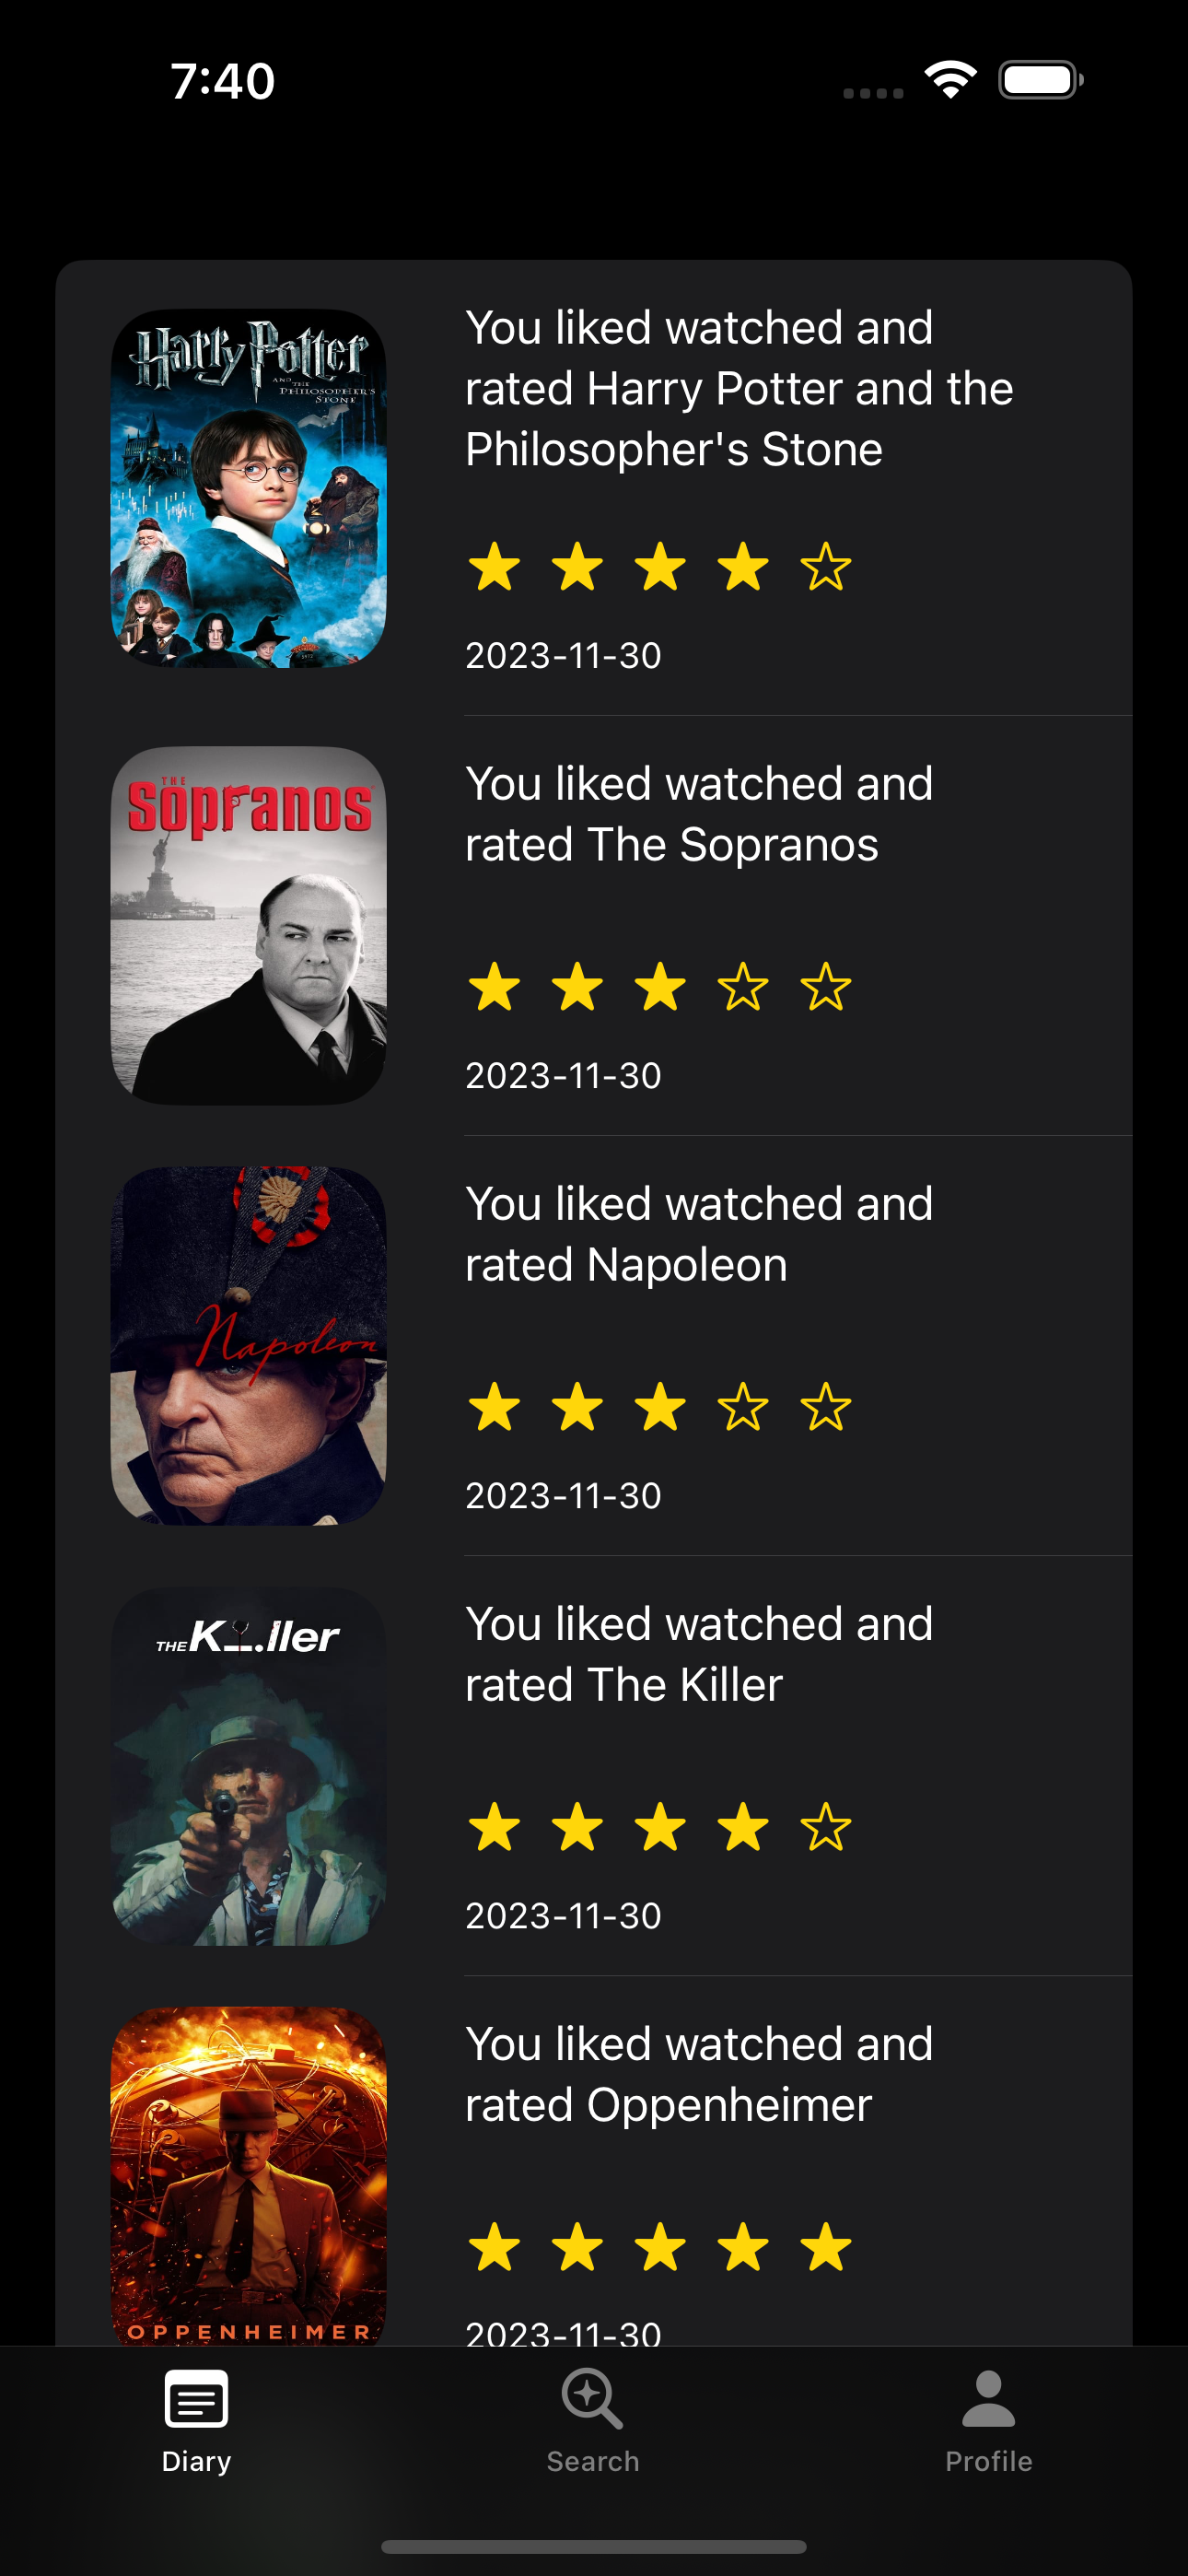 7:40
Harry Potter
AND THE
PHILOSOPHER'S
STONE
You liked watched and
rated Harry Potter and the
Philosopher's Stone
2023-11-30
THE
Sopranos
You liked watched and
rated The Sopranos
2023-11-30
Napoleon
You liked watched and
rated Napoleon
2023-11-30
THE K_.ller
You liked watched and
rated The Killer
2023-11-30
OPPENHEIMER
You liked watched and
rated Oppenheimer
2023-11-30
Diary
Search
Profile